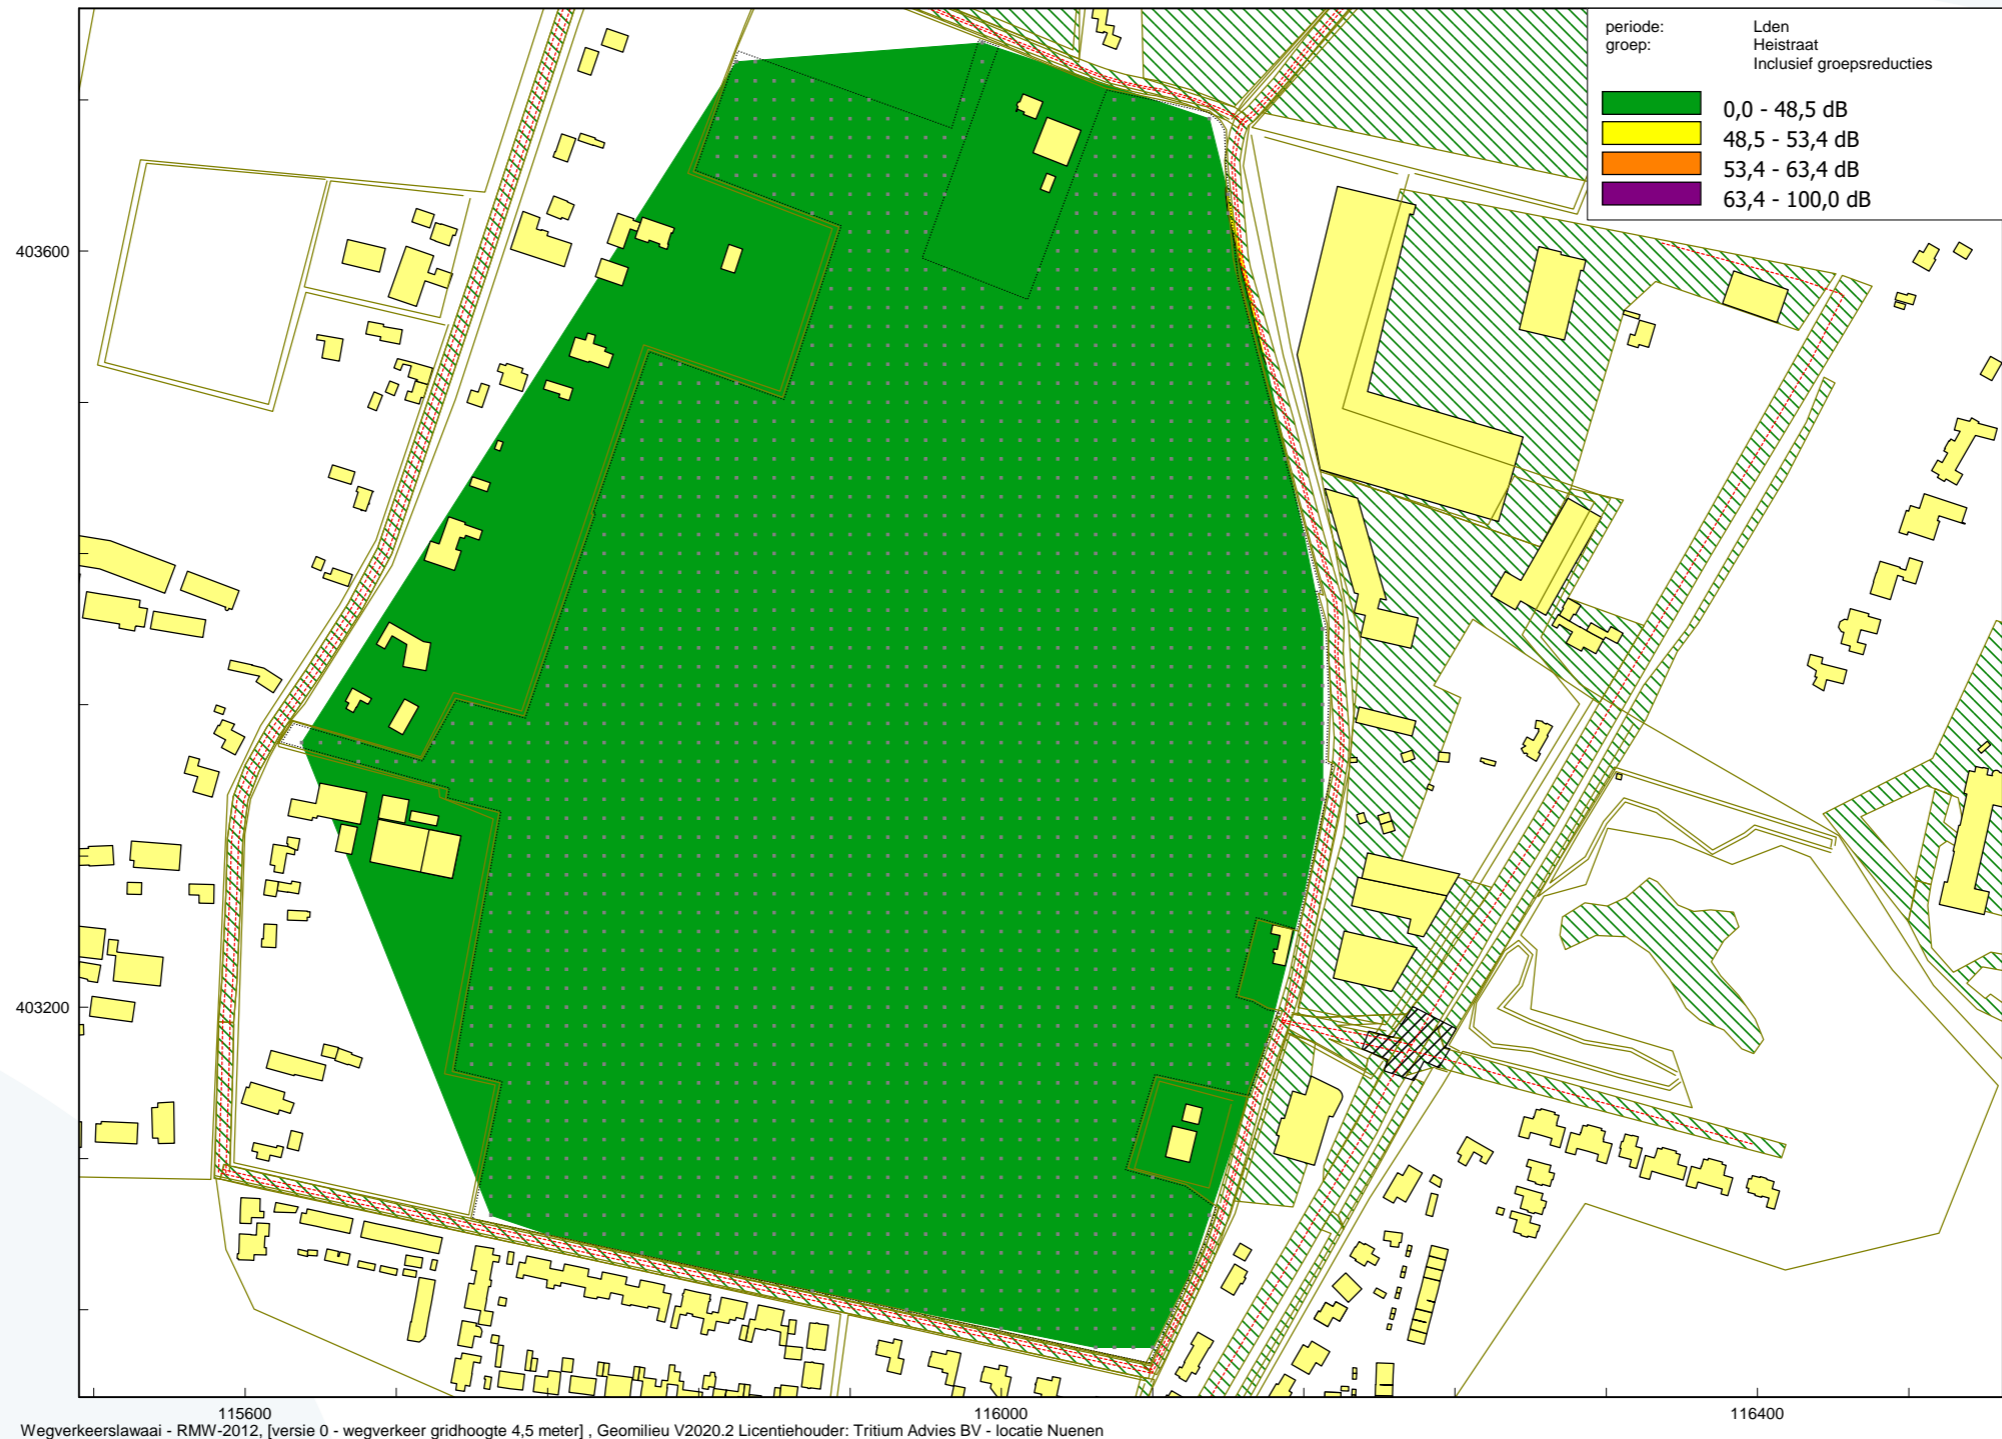 periode: Lden
groep: Heistraat
Inclusief groepsreducties
0,0 - 48,5 dB
48,5 - 53,4 dB
53,4 - 63,4 dB
63,4 - 100,0 dB
403600
403200
115600 116000 116400
Wegverkeerslawaai - RMW-2012, [versie 0 - wegverkeer gridhoogte 4,5 meter] , Geomilieu V2020.2 Licentiehouder: Tritium Advies BV - locatie Nuenen